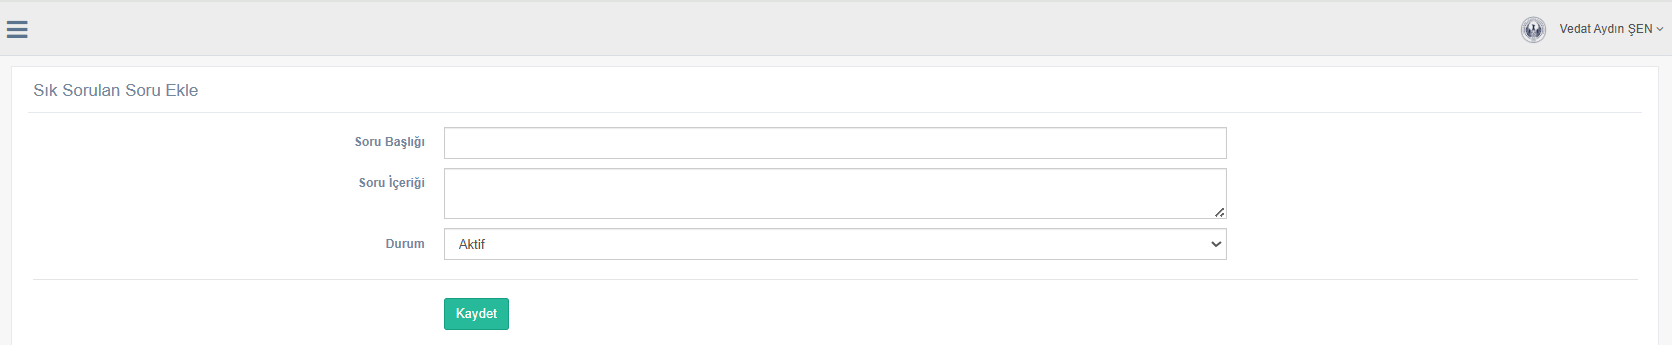 Vedat Aydın ŞEN
Sık Sorulan Soru Ekle
Soru Başlığı
Soru İçeriği
Durum
Aktif
Kaydet